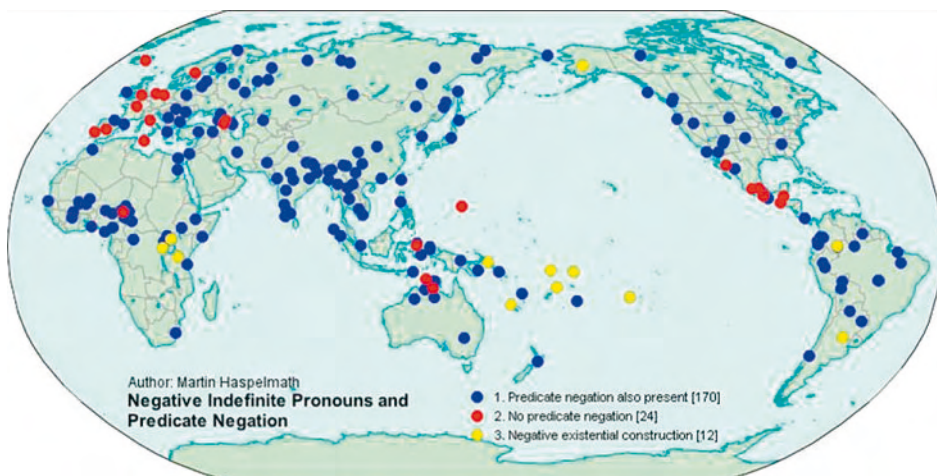 Author: Martin Haspelmath
Negative Indefinite Pronouns and
Predicate Negation
1. Predicate negation also present [170]
2. No predicate negation [24]
3. Negative existential construction [12]